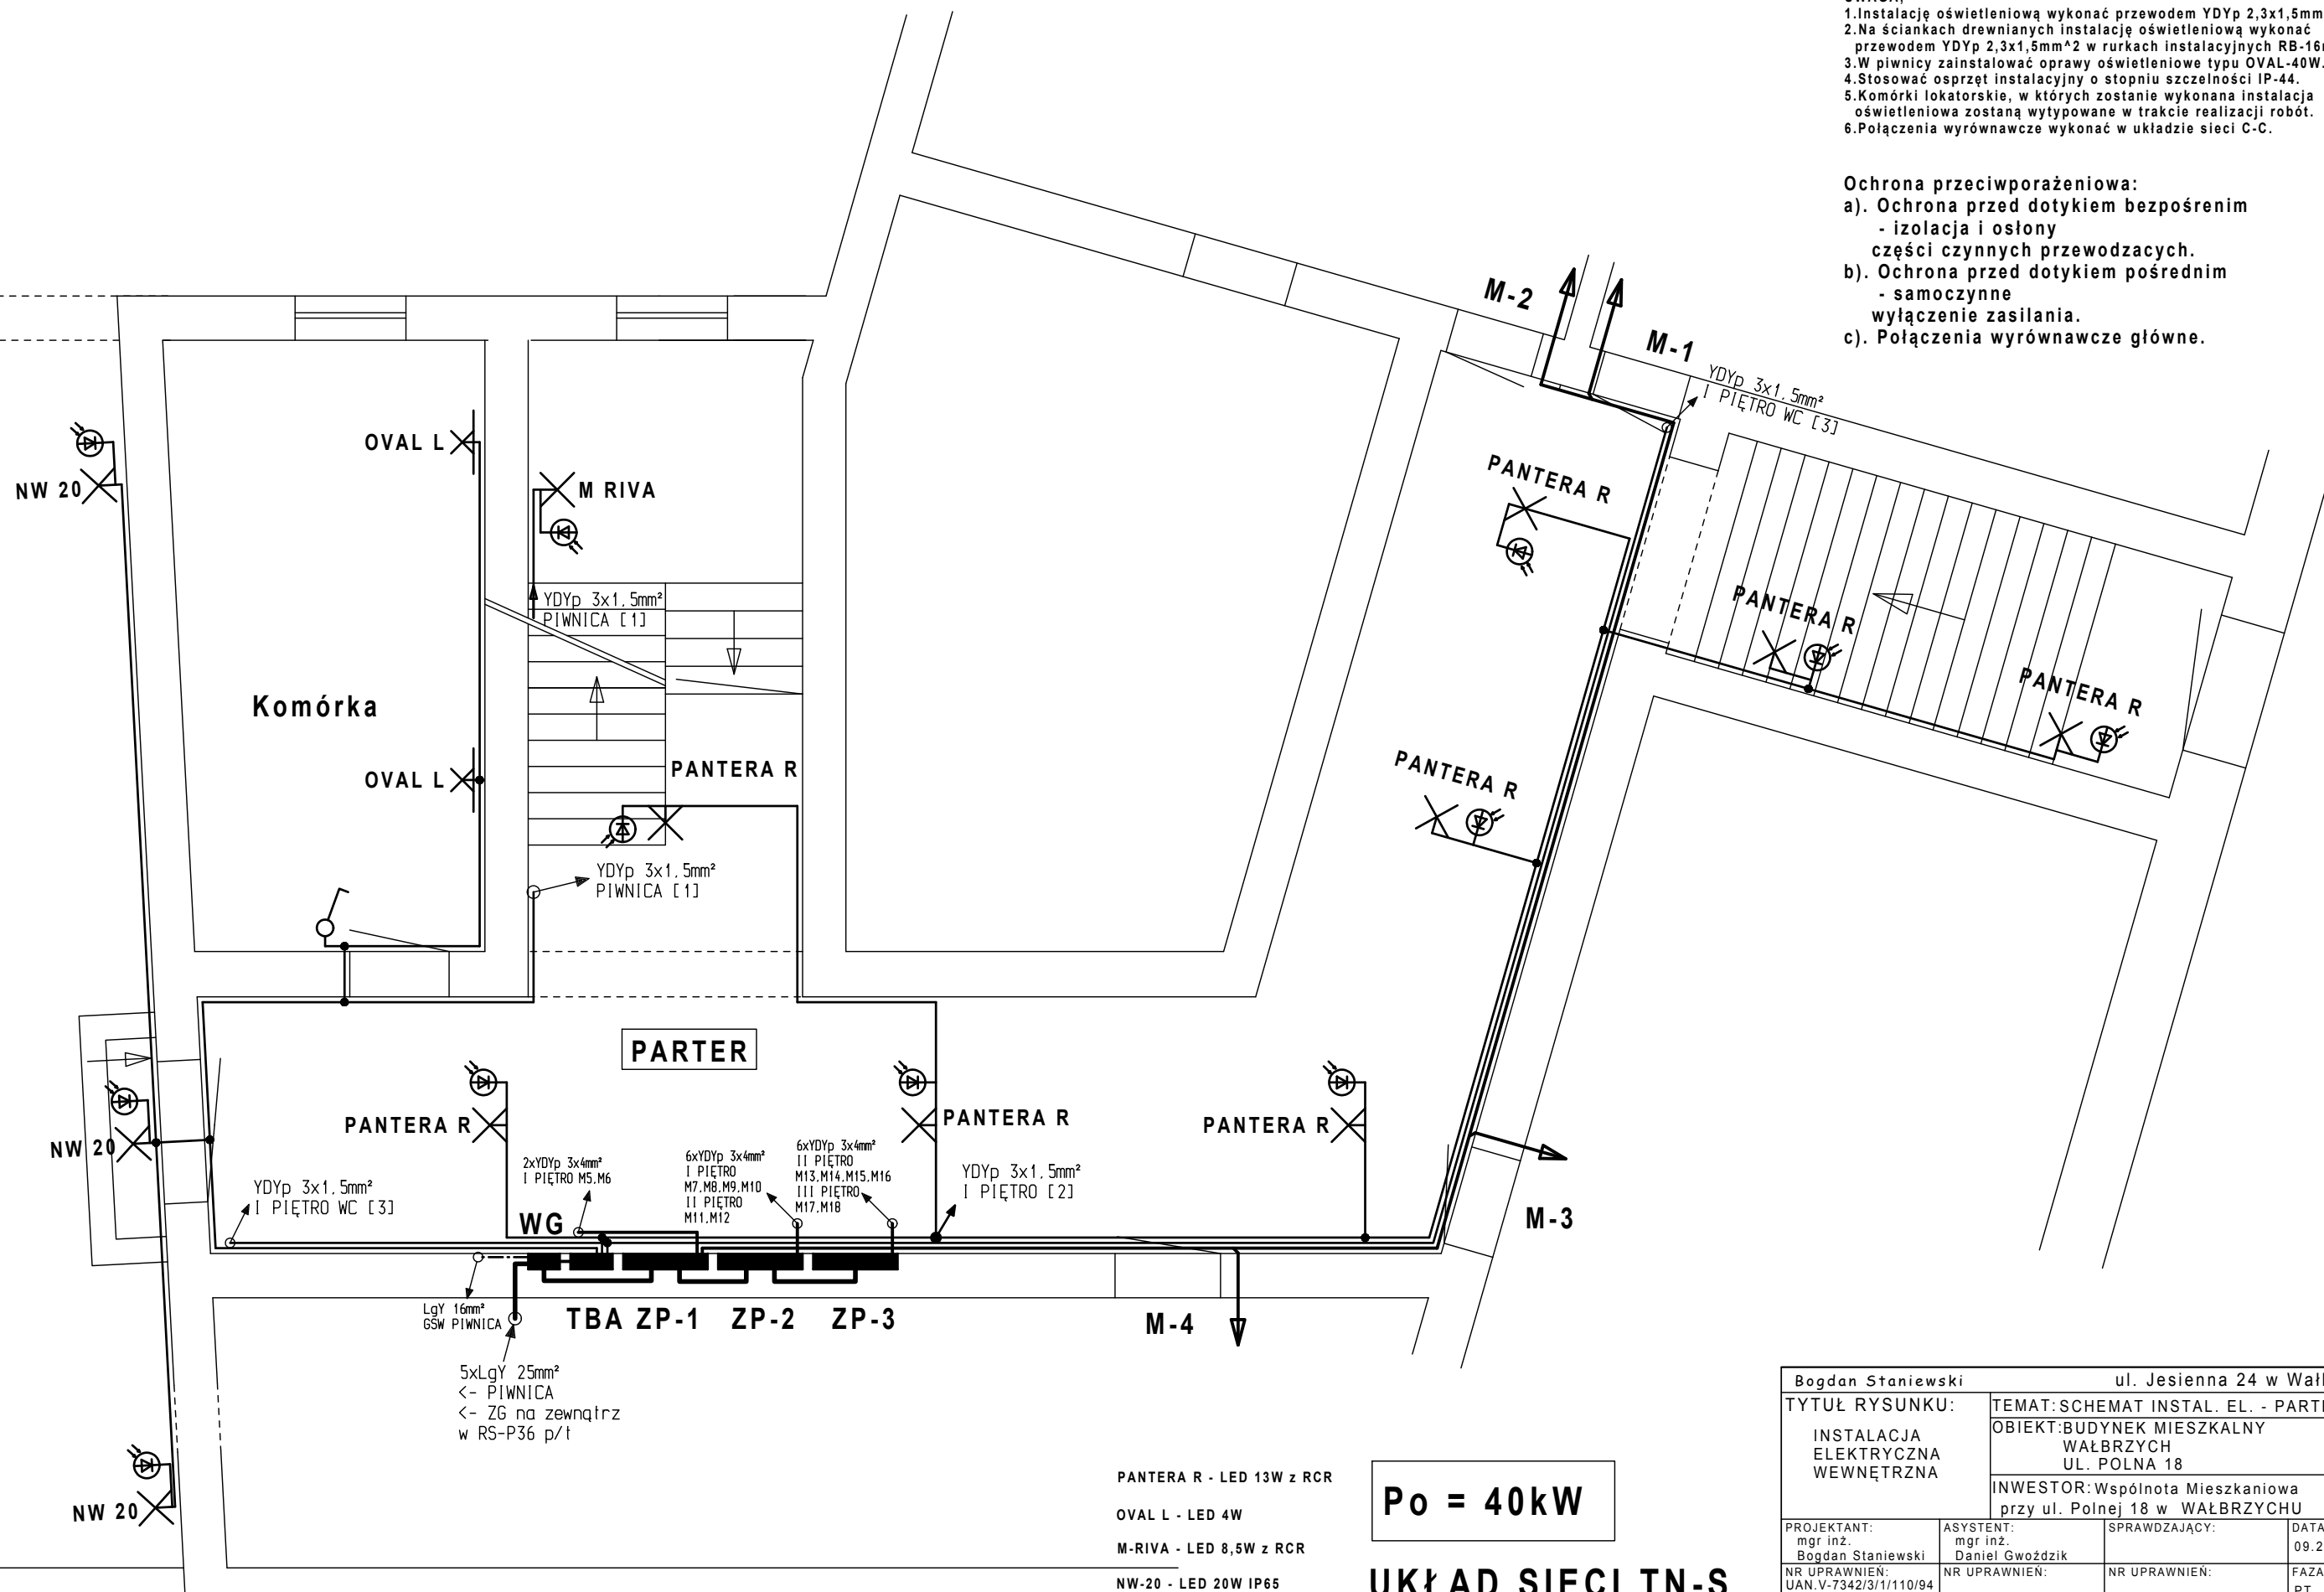 1.Instalację oświetleniową wykonać przewodem YDYp 2,3x1,5mm
2.Na ściankach drewnianych instalację oświetleniową wykonać
przewodem YDYp 2,3x1,5mm^2 w rurkach instalacyjnych
3.W piwnicy zainstalować oprawy oświetleniowe typu OVAL-40W.
4.Stosować osprzęt instalacyjny o stopniu szczelności IP-44.
5.Komórki lokatorskie, w których zostanie wykonana instalacja
oświetleniowa zostaną wytypowane w trakcie realizacji robót.
6.Połączenia wyrównawcze wykonać w układzie sieci C-C.
Ochrona przeciwporażeniowa:
a). Ochrona przed dotykiem bezpośrenim
- izolacja i osłony
części czynnych przewodzacych.
b). Ochrona przed dotykiem pośrednim
- samoczynne
wyłączenie zasilania.
c). Połączenia wyrównawcze główne.
M-2
M-1
YDYp 3x1.5mm²
I PIĘTRO WC [3]
OVAL L
NW 20
M RIVA
PANTERA R
YDYp 3x1.5mm²
PIWNICA [1]
PANTERA R
PANTERA R
Komórka
OVAL L
PANTERA R
PANTERA R
YDYp 3x1.5mm²
PIWNICA [1]
PARTER
PANTERA R
PANTERA R
PANTERA R
NW 20
2xYDYp 3x4mm²
I PIĘTRO M5.M6
6xYDYp 3x4mm²
I PIĘTRO
M7.M8.M9.M10
II PIĘTRO
M11.M12
6xYDYp 3x4mm²
II PIĘTRO
M13.M14.M15.M16
III PIĘTRO
M17.M18
YDYp 3x1.5mm²
I PIĘTRO [2]
YDYp 3x1.5mm²
I PIĘTRO WC [3]
WG
M-3
LgY 16mm²
GSW PIWNICA
TBA ZP-1 ZP-2 ZP-3
M-4
5xLgY 25mm²
<- PIWNICA
<- ZG na zewnątrz
w RS-P36 p/t
NW 20
PANTERA R - LED 13W z RCR
OVAL L - LED 4W
M-RIVA - LED 8,5W z RCR
NW-20 - LED 20W IP65
Po = 40kW
UKŁAD SIECI TN-S
Bogdan Staniewski ul. Jesienna 24 w
TYTUŁ RYSUNKU:
INSTALACJA
ELEKTRYCZNA
WEWNĘTRZNA
TEMAT: SCHEMAT INSTAL. EL. -
OBIEKT: BUDYNEK MIESZKALNY
WAŁBRZYCH
UL. POLNA 18
INWESTOR: Wspólnota Mieszkaniowa
przy ul. Polnej 18 w WAŁBRZYCHU
PROJEKTANT:
mgr inż.
Bogdan Staniewski
ASYSTENT:
mgr inż.
Daniel Gwoździk
SPRAWDZAJĄCY:
DATA
NR UPRAWNIEŃ:
UAN.V-7342/3/1/110/94
NR UPRAWNIEŃ:
NR UPRAWNIEŃ:
FAZA